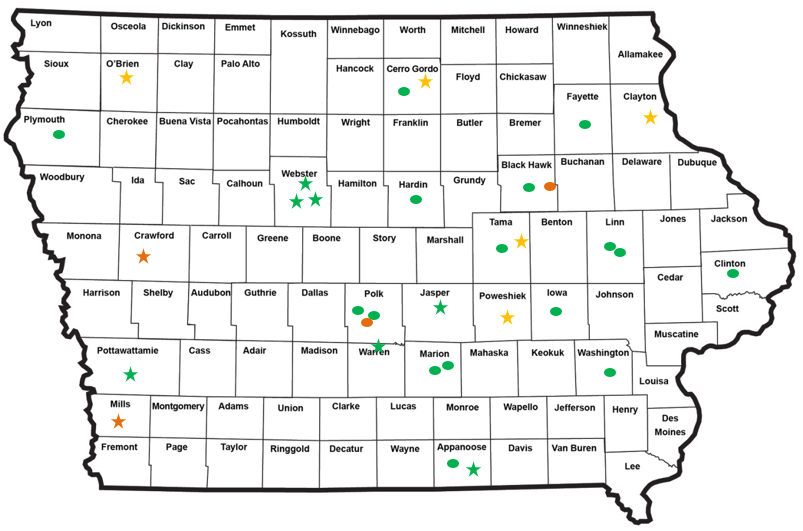 Lyon
Osceola
Dickinson
Emmet
Kossuth
Winnebago
Worth
Mitchell
Howard
Winneshiek
Allamakee
Sioux
O'Brien
Clay
Palo Alto
Hancock
Cerro Gordo
Floyd
Chickasaw
Fayette
Clayton
Plymouth
Cherokee
Buena Vista
Pocahontas
Humboldt
Wright
Franklin
Butler
Bremer
Black Hawk
Buchanan
Delaware
Dubuque
Woodbury
Ida
Sac
Calhoun
Webster
Hamilton
Hardin
Grundy
Tama
Benton
Linn
Jones
Jackson
Monona
Crawford
Carroll
Greene
Boone
Story
Marshall
Clinton
Cedar
Harrison
Shelby
Audubon
Guthrie
Dallas
Polk
Jasper
Poweshiek
Iowa
Johnson
Scott
Muscatine
Pottawattamie
Cass
Adair
Madison
Warren
Marion
Mahaska
Keokuk
Washington
Louisa
Mills
Montgomery
Adams
Union
Clarke
Lucas
Monroe
Wapello
Jefferson
Henry
Des
Moines
Fremont
Page
Taylor
Ringgold
Decatur
Wayne
Appanoose
Davis
Van Buren
Lee